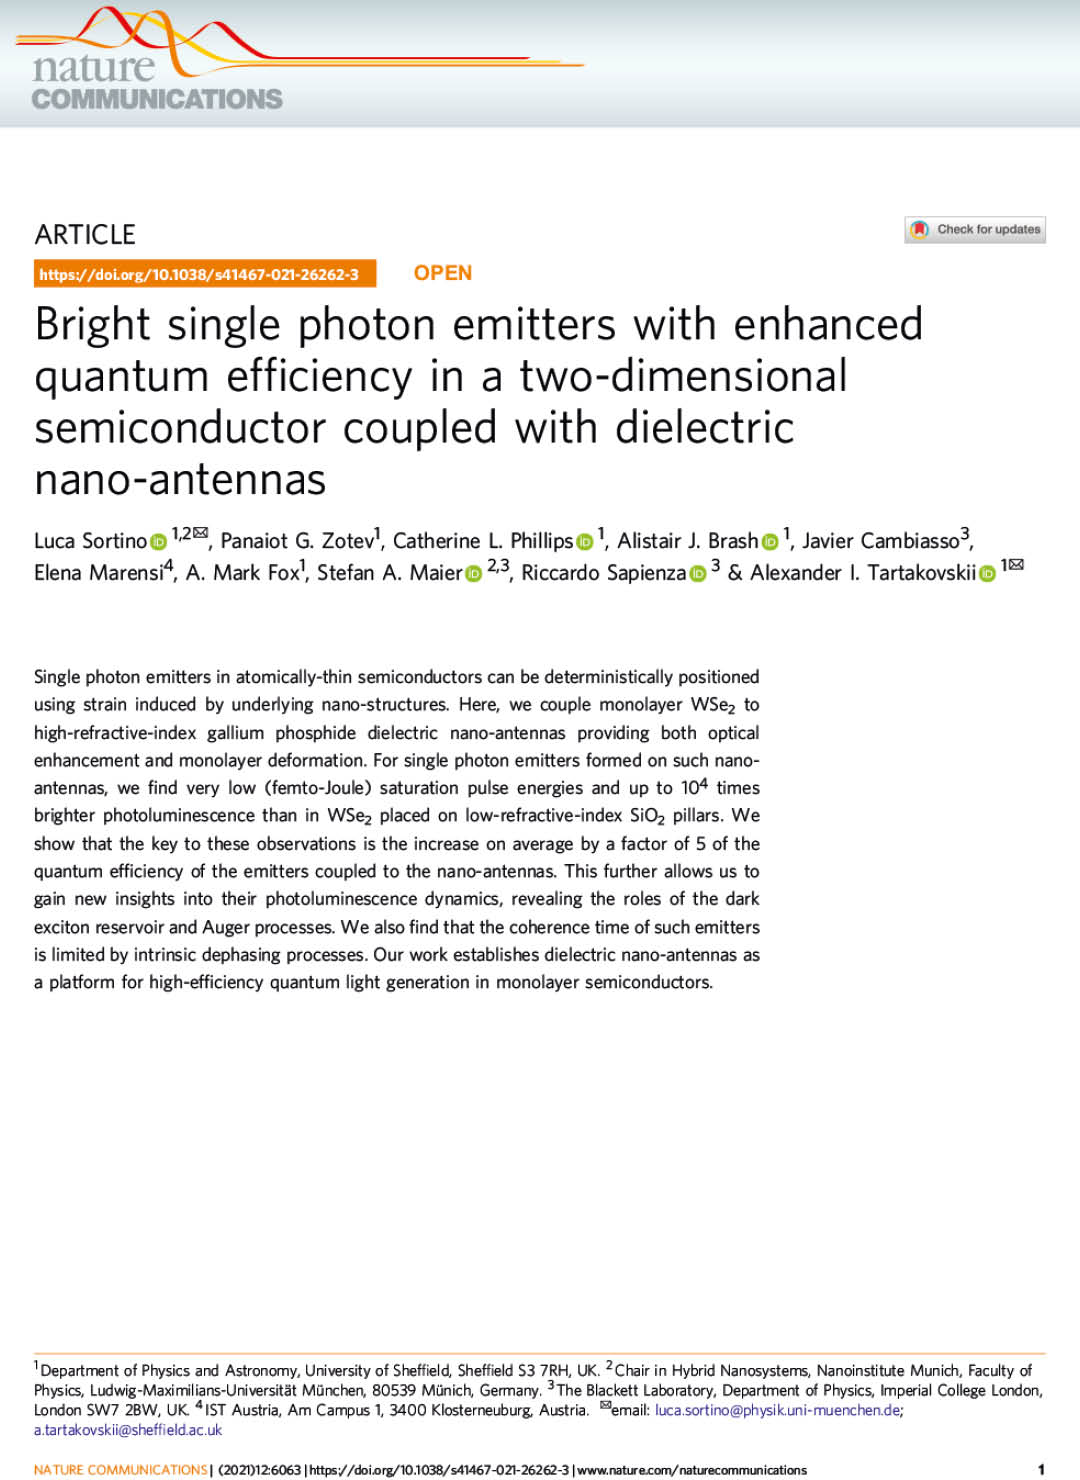 nature
COMMUNICATIONS
ARTICLE
Check for updates
https://doi.org/10.1038/s41467-021-26262-3 OPEN
Bright single photon emitters with enhanced
quantum efficiency in a two-dimensional
semiconductor coupled with dielectric
nano-antennas
Luca Sortino iD 1,2✉, Panaiot G. Zotev1, Catherine L. Phillips iD 1, Alistair J. Brash iD 1, Javier Cambiasso3,
Elena Marensi4, A. Mark Fox1, Stefan A. Maier iD 2,3, Riccardo Sapienza iD 3 & Alexander I. Tartakovskii iD 1✉
Single photon emitters in atomically-thin semiconductors can be deterministically positioned
using strain induced by underlying nano-structures. Here, we couple monolayer WSe2 to
high-refractive-index gallium phosphide dielectric nano-antennas providing both optical
enhancement and monolayer deformation. For single photon emitters formed on such nano-
antennas, we find very low (femto-Joule) saturation pulse energies and up to 10⁴ times
brighter photoluminescence than in WSe2 placed on low-refractive-index SiO2 pillars. We
show that the key to these observations is the increase on average by a factor of 5 of the
quantum efficiency of the emitters coupled to the nano-antennas. This further allows us to
gain new insights into their photoluminescence dynamics, revealing the roles of the dark
exciton reservoir and Auger processes. We also find that the coherence time of such emitters
is limited by intrinsic dephasing processes. Our work establishes dielectric nano-antennas as
a platform for high-efficiency quantum light generation in monolayer semiconductors.
1 Department of Physics and Astronomy, University of Sheffield, Sheffield S3 7RH, UK. 2 Chair in Hybrid Nanosystems, Nanoinstitute Munich, Faculty of
Physics, Ludwig-Maximilians-Universität München, 80539 Münich, Germany. 3 The Blackett Laboratory, Department of Physics, Imperial College London,
London SW7 2BW, UK. 4 IST Austria, Am Campus 1, 3400 Klosterneuburg, Austria. ✉email: luca.sortino@physik.uni-muenchen.de;
a.tartakovskii@sheffield.ac.uk
NATURE COMMUNICATIONS | (2021)12:6063 | https://doi.org/10.1038/s41467-021-26262-3 | www.nature.com/naturecommunications 1